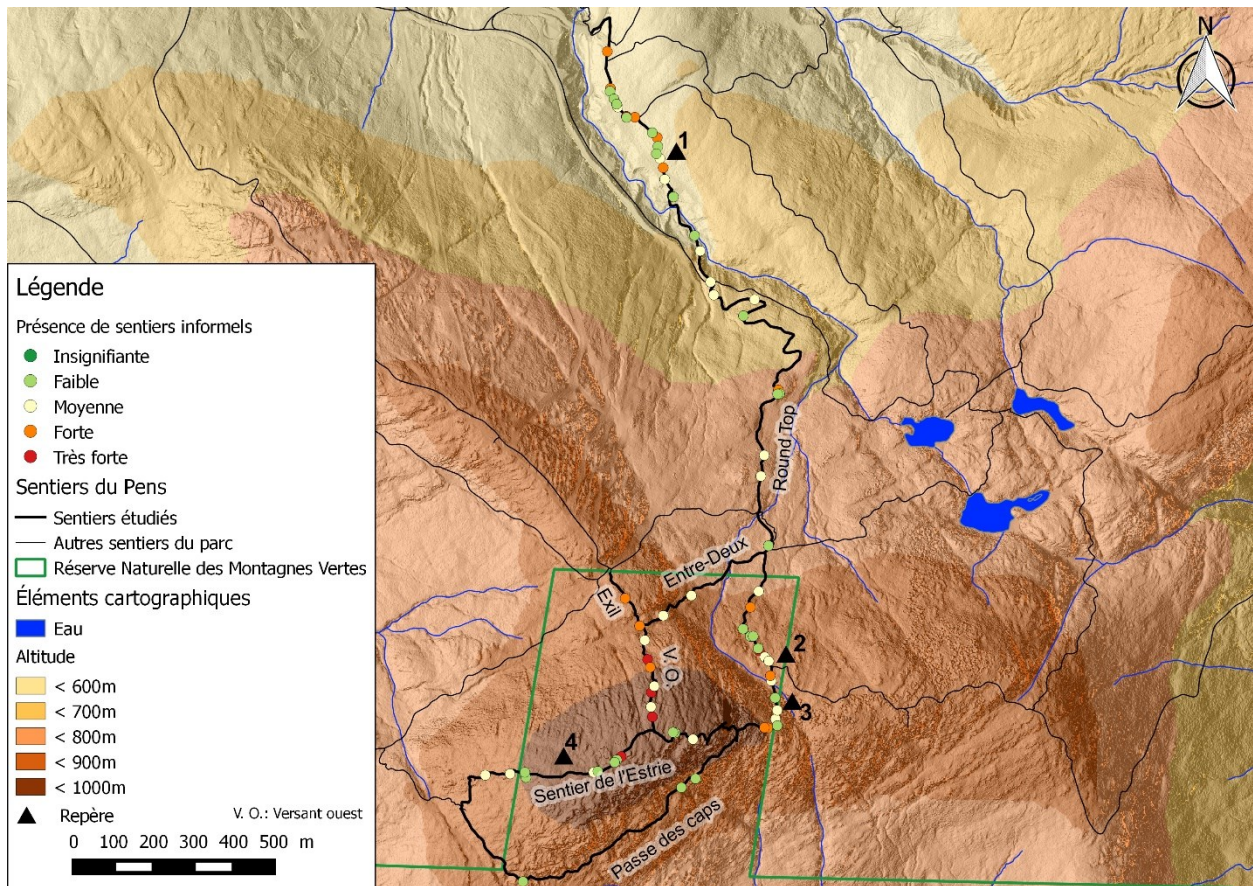 N
1
Round Top
Entre-Deux
Exil
V. O.
2
3
4
Sentier de l'Estrie
Passe des caps
Légende
Présence de sentiers informels
Insignifiante
Faible
Moyenne
Forte
Très forte
Sentiers du Pens
Sentiers étudiés
Autres sentiers du parc
Réserve Naturelle des Montagnes Vertes
Éléments cartographiques
Eau
Altitude
< 600m
< 700m
< 800m
< 900m
< 1000m
Repère V. O.: Versant ouest
0 100 200 300 400 500 m